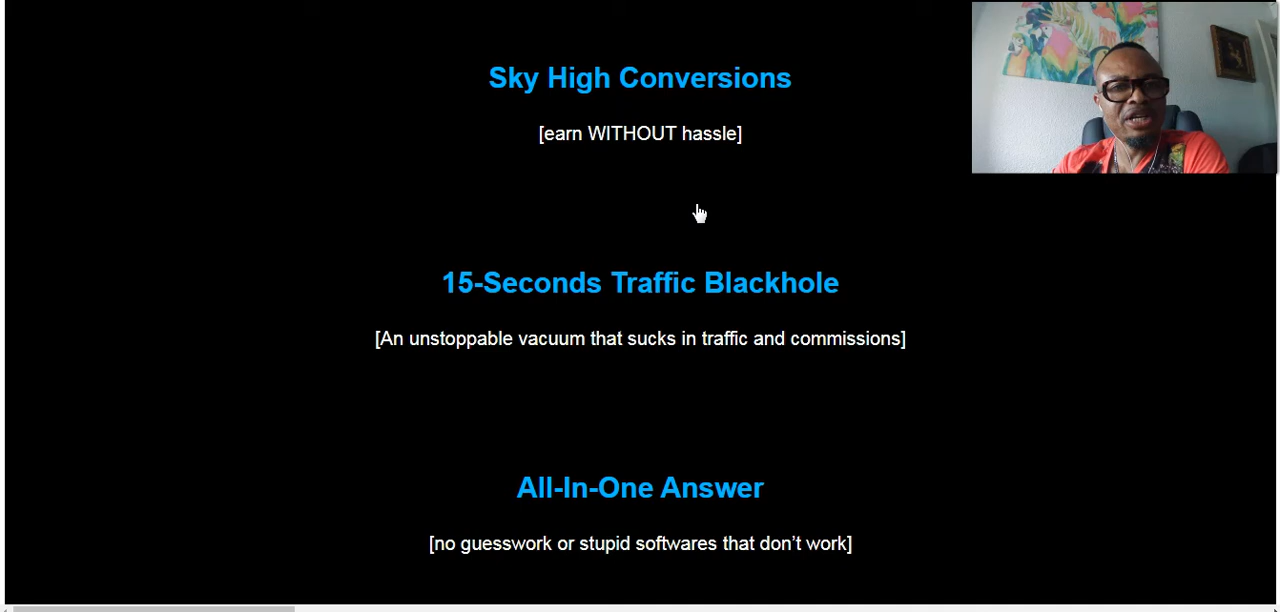 Sky High Conversions
[earn WITHOUT hassle]
15-Seconds Traffic Blackhole
[An unstoppable vacuum that sucks in traffic and commissions]
All-In-One Answer
[no guesswork or stupid softwares that don’t work]